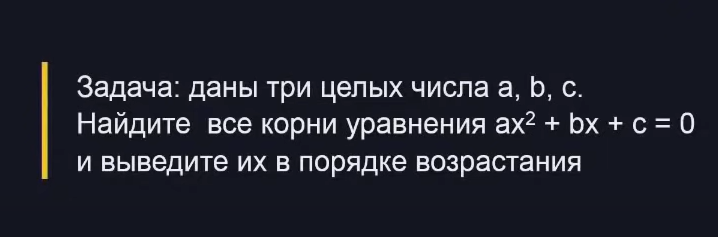 Задача: даны три целых числа a, b, c.
Найдите все корни уравнения ax² + bx + c = 0
и выведите их в порядке возрастания